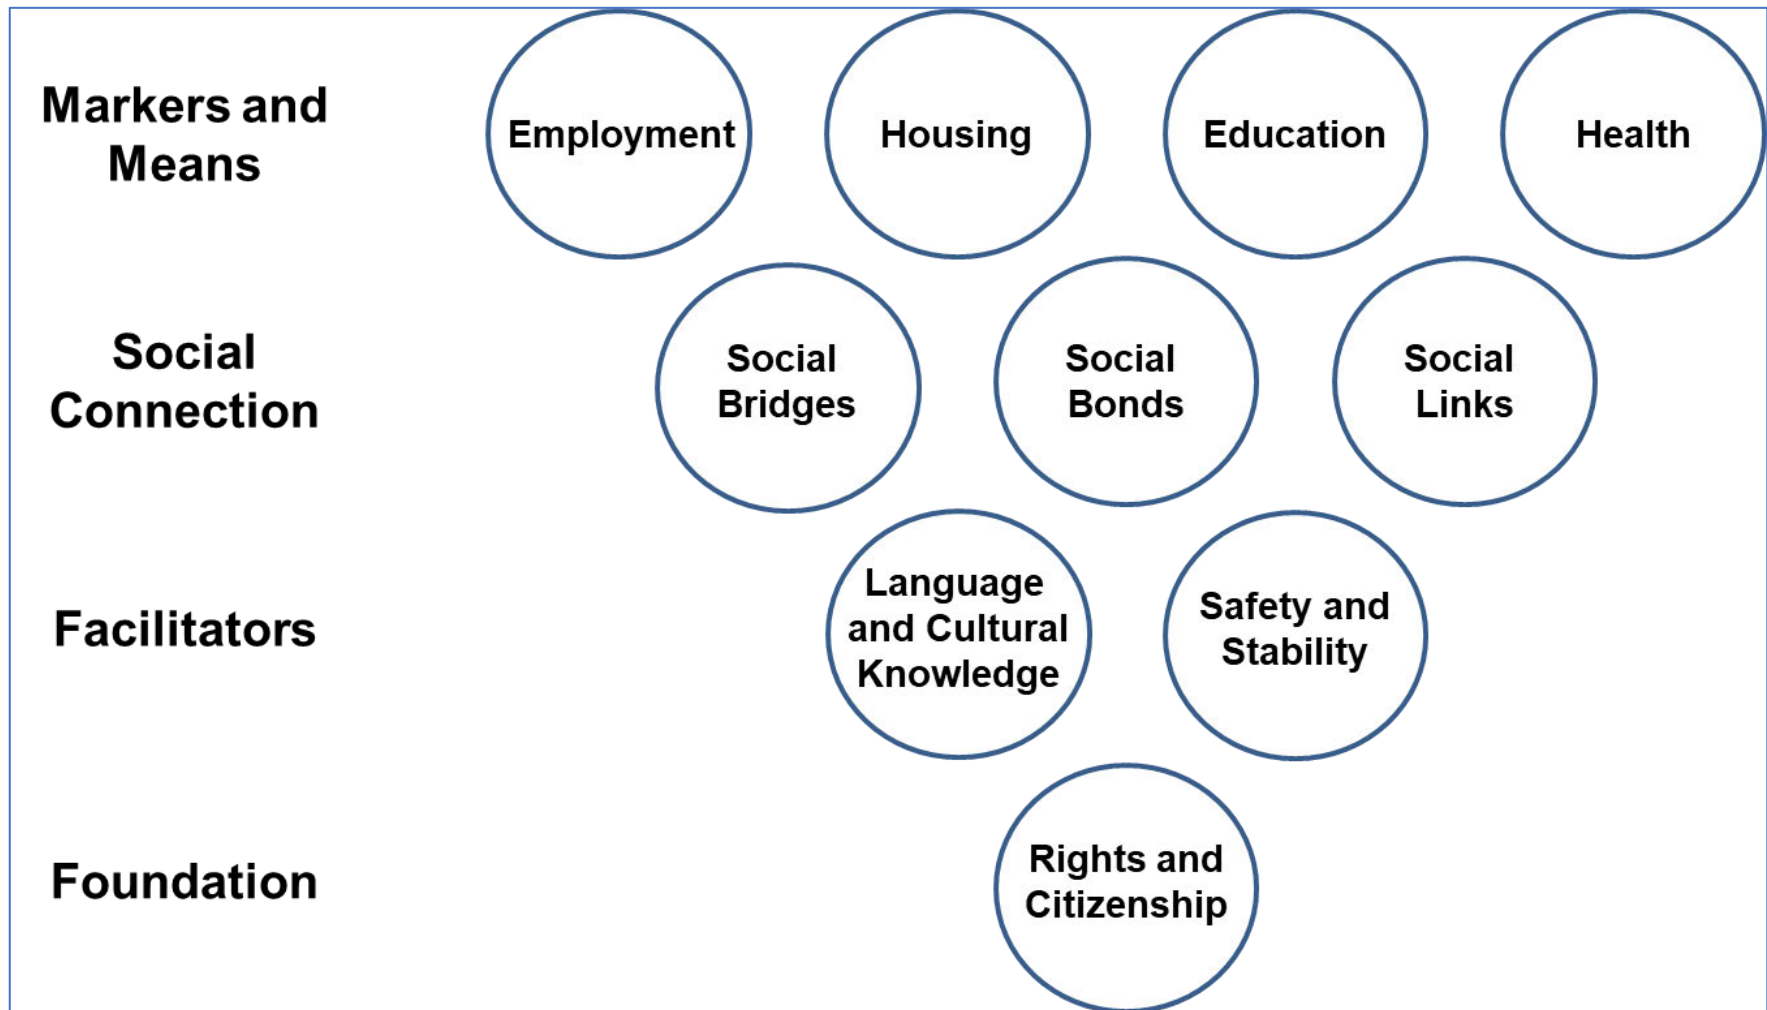 Markers and
Means
Employment
Housing
Education
Health
Social
Connection
Social
Bridges
Social
Bonds
Social
Links
Facilitators
Language
and Cultural
Knowledge
Safety and
Stability
Foundation
Rights and
Citizenship